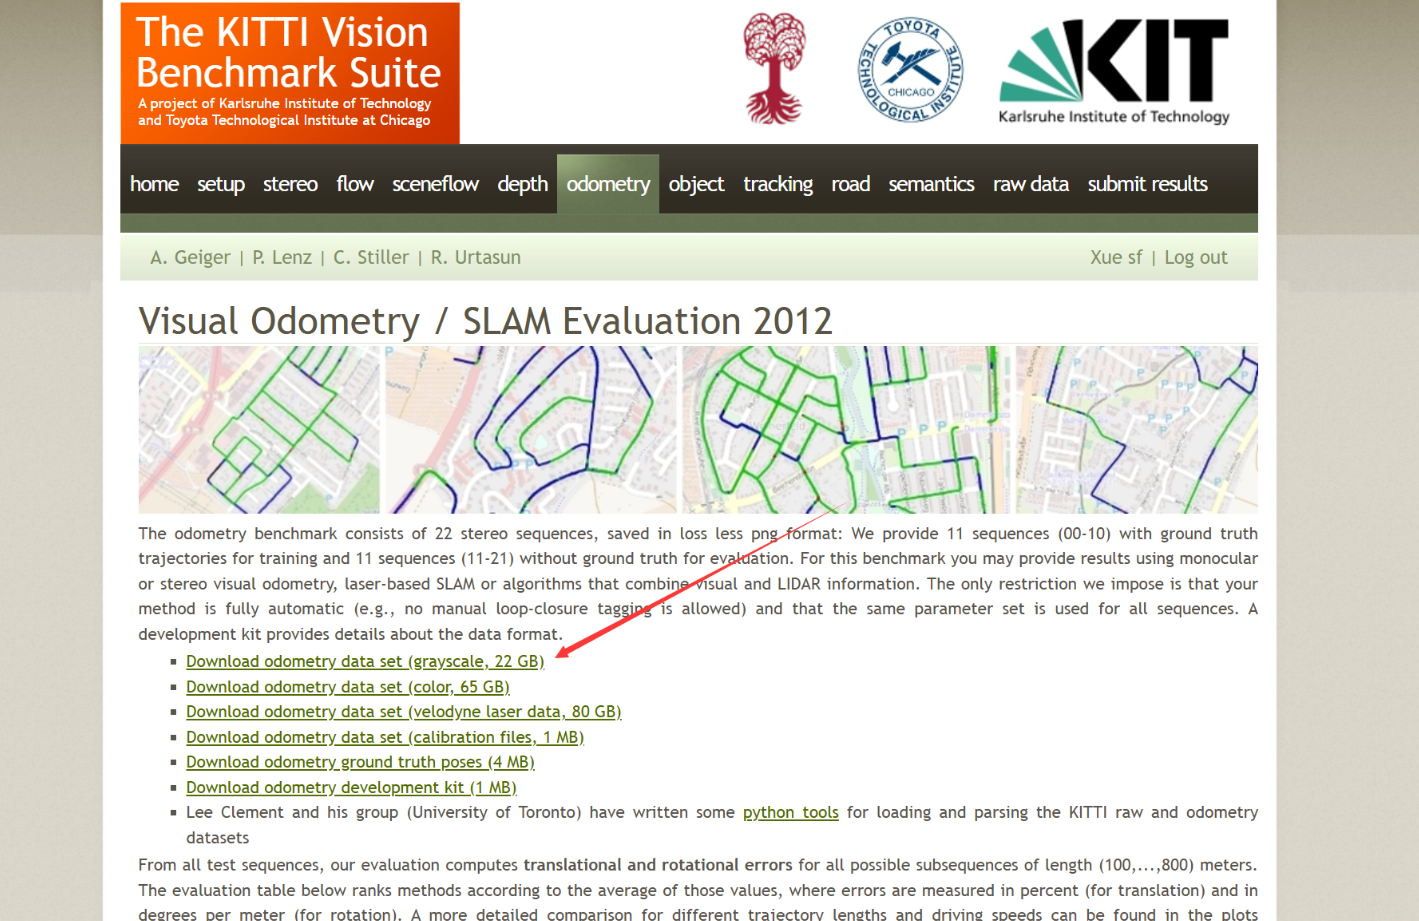 The KITTI Vision
Benchmark Suite
A project of Karlsruhe Institute of Technology
and Toyota Technological Institute at Chicago
TOYOTA
TECHNOLOGICAL INSTITUTE
CHICAGO
KIT
Karlsruhe Institute of Technology
home setup stereo flow sceneflow depth odometry object tracking road semantics raw data submit results
A. Geiger | P. Lenz | C. Stiller | R. Urtasun
Xue sf | Log out
Visual Odometry / SLAM Evaluation 2012
The odometry benchmark consists of 22 stereo sequences, saved in loss less png format: We provide 11 sequences (00-10) with ground truth
trajectories for training and 11 sequences (11-21) without ground truth for evaluation. For this benchmark you may provide results using monocular
or stereo visual odometry, laser-based SLAM or algorithms that combine visual and LIDAR information. The only restriction we impose is that your
method is fully automatic (e.g., no manual loop-closure tagging is allowed) and that the same parameter set is used for all sequences. A
development kit provides details about the data format.
Download odometry data set (grayscale, 22 GB)
Download odometry data set (color, 65 GB)
Download odometry data set (velodyne laser data, 80 GB)
Download odometry data set (calibration files, 1 MB)
Download odometry ground truth poses (4 MB)
Download odometry development kit (1 MB)
Lee Clement and his group (University of Toronto) have written some python tools for loading and parsing the KITTI raw and odometry
datasets
From all test sequences, our evaluation computes translational and rotational errors for all possible subsequences of length (100,...,800) meters.
The evaluation table below ranks methods according to the average of those values, where errors are measured in percent (for translation) and in
degrees per meter (for rotation). A more detailed comparison for different trajectory lengths and driving speeds can be found in the plots